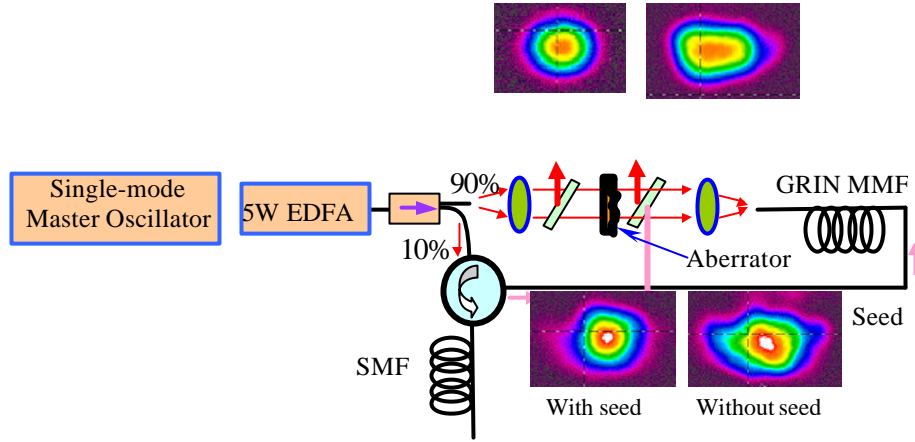 Single-mode
Master Oscillator
5W EDFA
90%
10%
GRIN MMF
Aberrator
Seed
SMF
With seed
Without seed